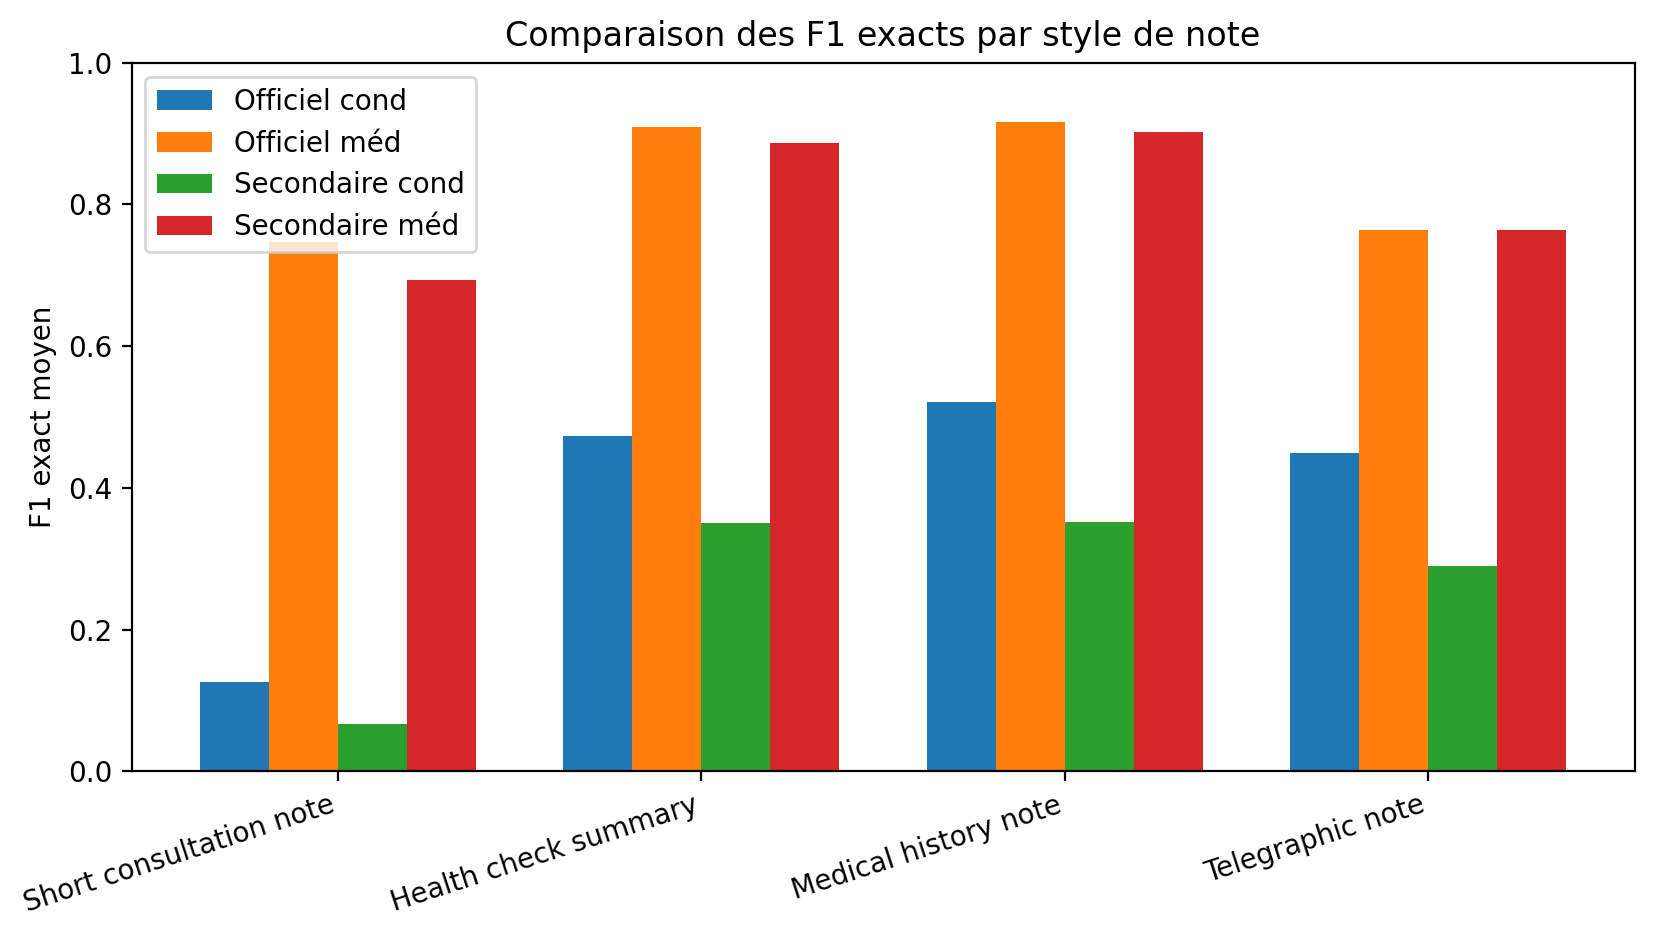 Comparaison des F1 exacts par style de note
F1 exact moyen
1.0
0.8
0.6
0.4
0.2
0.0
Officiel cond
Officiel méd
Secondaire cond
Secondaire méd
Short consultation note
Health check summary
Medical history note
Telegraphic note